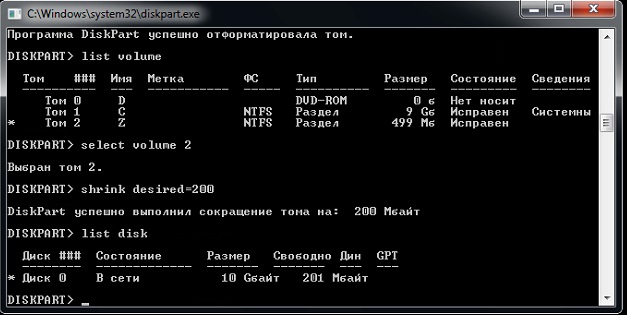 C:\Windows\system32\diskpart.exe
Программа DiskPart успешно отформатировала том.
DISKPART> list volume
Том ### Имя Метка ФС Тип Размер Состояние Сведения
---------- --- ----------- ----- ---------- ------- --------- --------
Том 0 D DVD-ROM 0 б Нет носит
Том 1 C NTFS Раздел 9 Gб Исправен Системны
* Том 2 Z NTFS Раздел 499 Mб Исправен
DISKPART> select volume 2
Выбран том 2.
DISKPART> shrink desired=200
DiskPart успешно выполнил сокращение тома на: 200 Mбайт
DISKPART> list disk
Диск ### Состояние Размер Свободно Дин GPT
-------- ------------- ------- ------- --- ---
* Диск 0 В сети 10 Gбайт 201 Mбайт
DISKPART> _